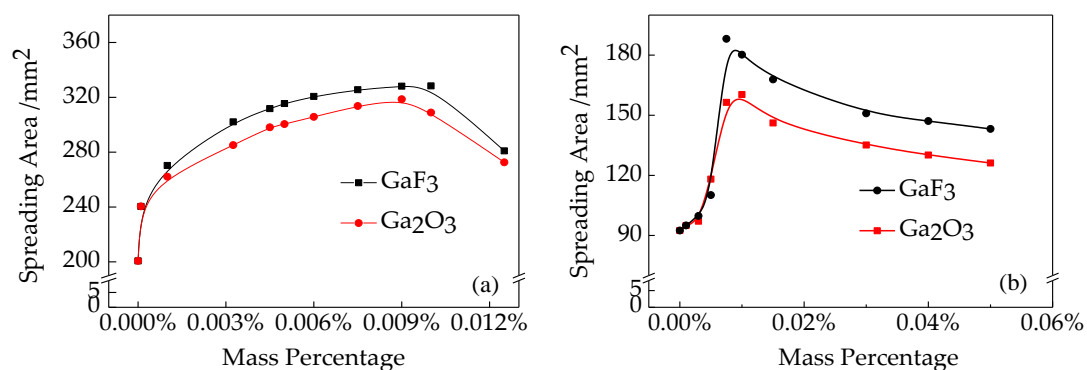 360
320
280
240
200
5
0
Spreading Area /mm2
GaF3
Ga2O3
(a)
0.000% 0.003% 0.006% 0.009% 0.012%
Mass Percentage
180
150
120
90
5
0
Spreading Area /mm2
GaF3
Ga2O3
(b)
0.00% 0.02% 0.04% 0.06%
Mass Percentage